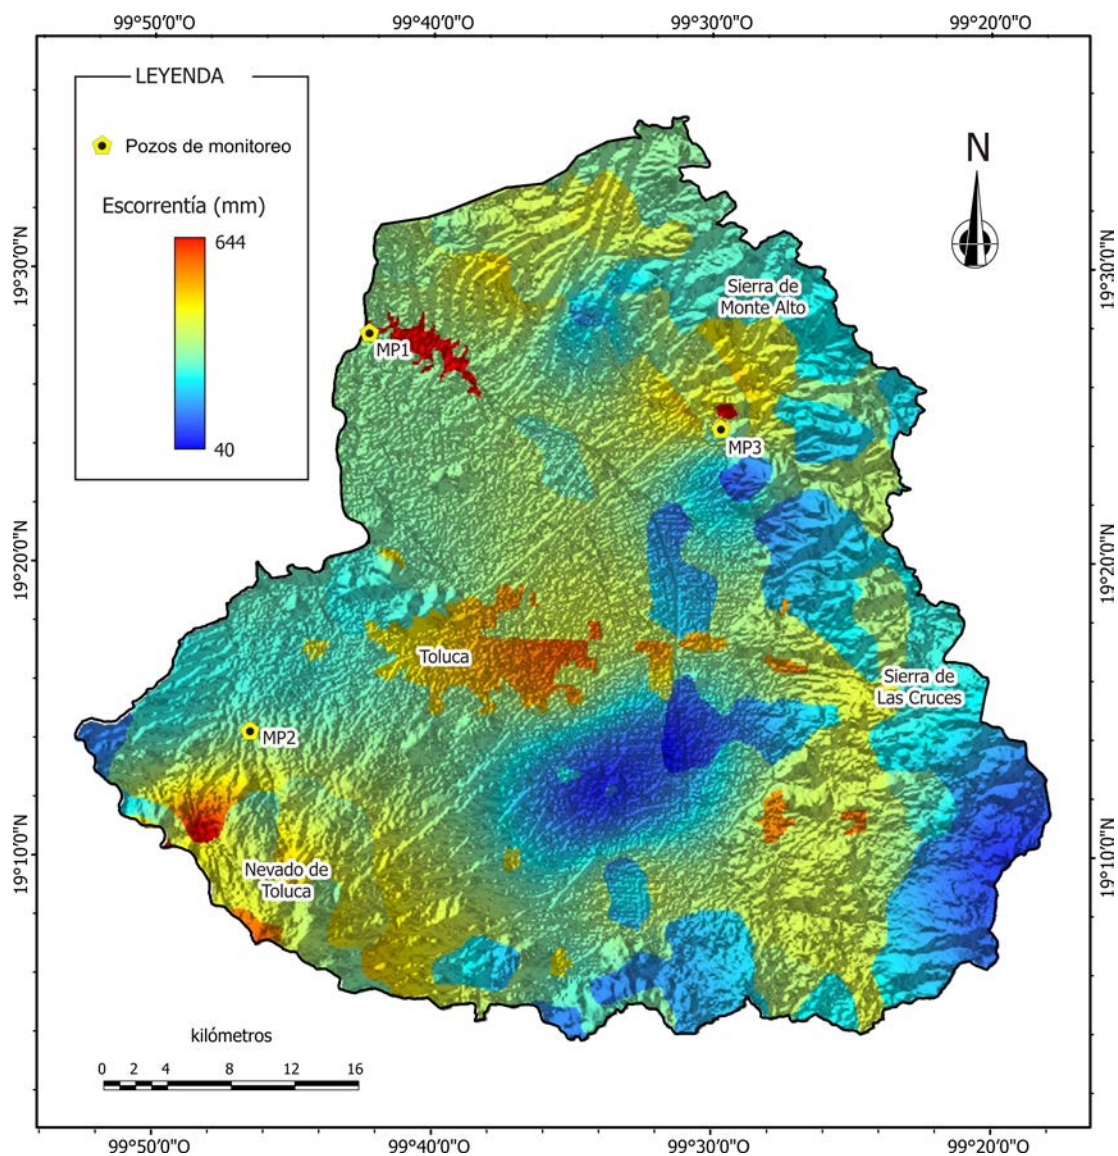 99°50'0"O
99°40'0"O
99°30'0"O
99°20'0"O
LEYENDA
Pozos de monitoreo
Escorrentía (mm)
644
40
N
19°30'0"N
19°30'0"N
Sierra de
Monte Alto
MP1
MP3
19°20'0"N
19°20'0"N
Toluca
Sierra de
Las Cruces
MP2
19°10'0"N
19°10'0"N
Nevado de
Toluca
kilómetros
0 2 4 8 12 16
99°50'0"O
99°40'0"O
99°30'0"O
99°20'0"O